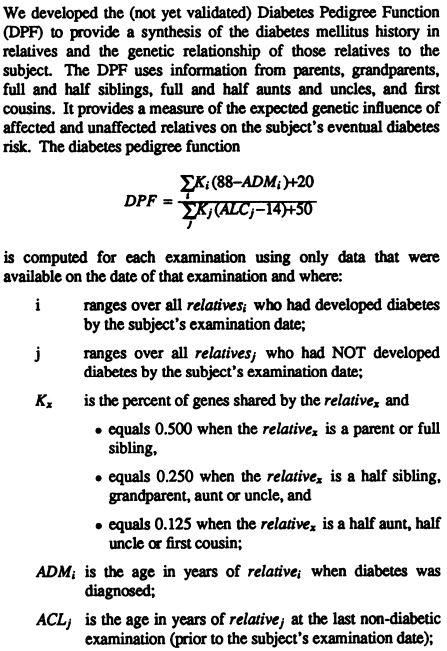 We developed the (not yet validated) Diabetes Pedigree Function
(DPF) to provide a synthesis of the diabetes mellitus history in
relatives and the genetic relationship of those relatives to the
subject. The DPF uses information from parents, grandparents,
full and half siblings, full and half aunts and uncles, and first
cousins. It provides a measure of the expected genetic influence of
affected and unaffected relatives on the subject's eventual diabetes
risk. The diabetes pedigree function
DPF = (∑_i K_i (88−ADM_i)+20) / (∑_j K_j (ALC_j−14)+50)
is computed for each examination using only data that were
available on the date of that examination and where:
i ranges over all relatives_i who had developed diabetes
by the subject's examination date;
j ranges over all relatives_j who had NOT developed
diabetes by the subject's examination date;
K_x is the percent of genes shared by the relative_x and
• equals 0.500 when the relative_x is a parent or full
sibling,
• equals 0.250 when the relative_x is a half sibling,
grandparent, aunt or uncle, and
• equals 0.125 when the relative_x is a half aunt, half
uncle or first cousin;
ADM_i is the age in years of relative_i when diabetes was
diagnosed;
ACL_j is the age in years of relative_j at the last non-diabetic
examination (prior to the subject's examination date);